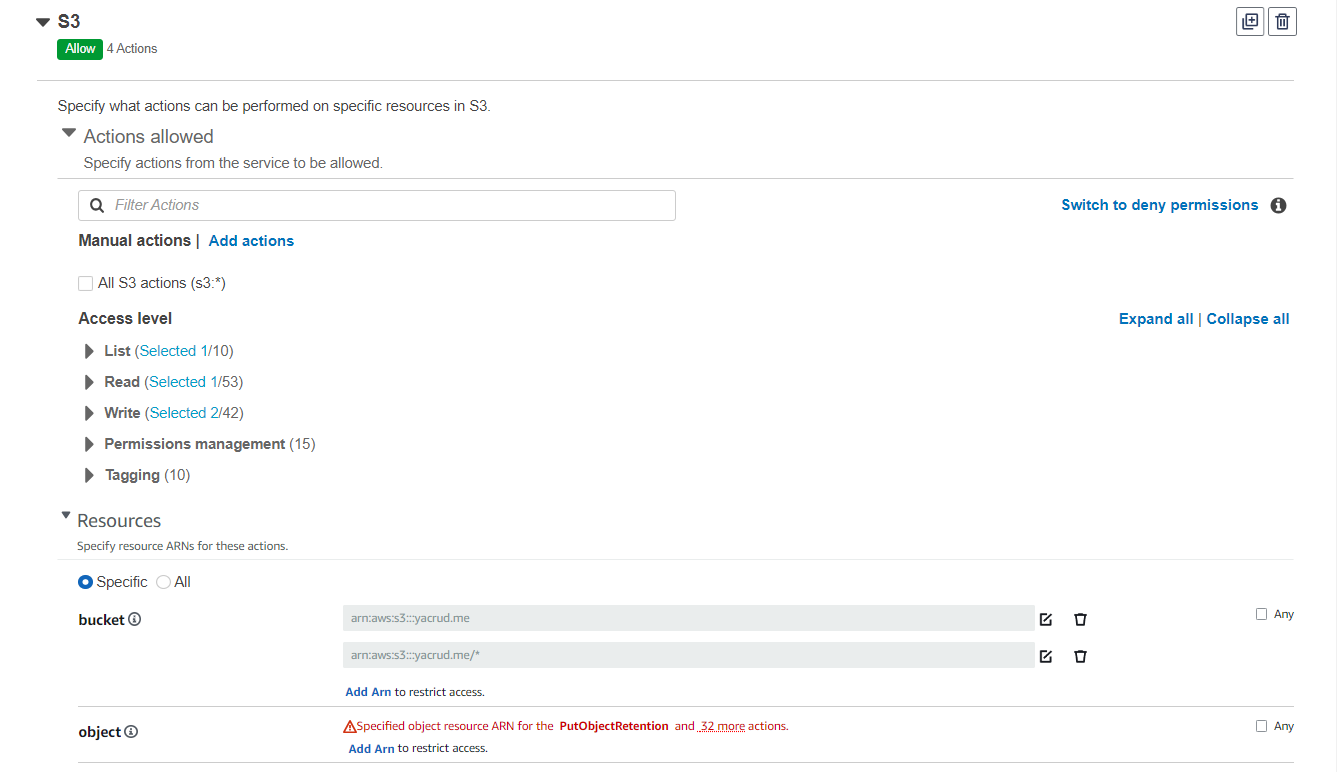 S3
Allow 4 Actions
Specify what actions can be performed on specific resources in S3.
Actions allowed
Specify actions from the service to be allowed.
Filter Actions
Switch to deny permissions
Manual actions | Add actions
All S3 actions (s3:*)
Access level
Expand all | Collapse all
List (Selected 1/10)
Read (Selected 1/53)
Write (Selected 2/42)
Permissions management (15)
Tagging (10)
Resources
Specify resource ARNs for these actions.
Specific All
bucket
arn:aws:s3:::yacrud.me
Any
arn:aws:s3:::yacrud.me/*
Add Arn to restrict access.
object
Specified object resource ARN for the PutObjectRetention and 32 more actions.
Any
Add Arn to restrict access.